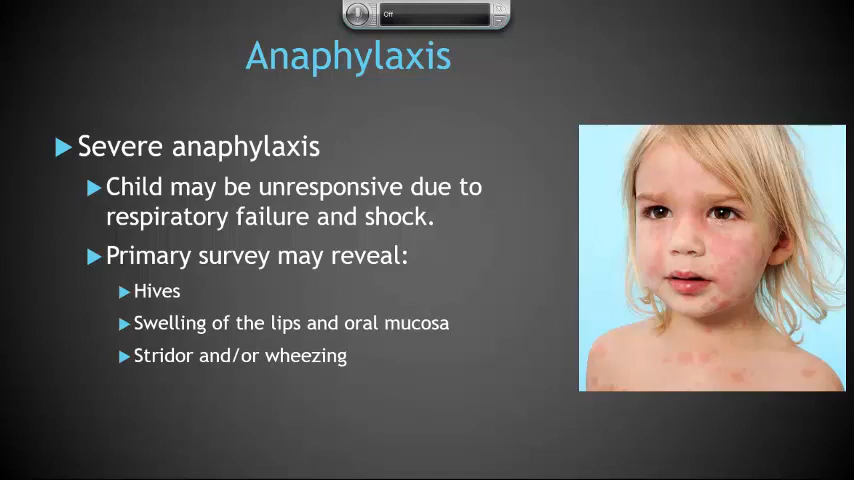 Off
Anaphylaxis
Severe anaphylaxis
Child may be unresponsive due to
respiratory failure and shock.
Primary survey may reveal:
Hives
Swelling of the lips and oral mucosa
Stridor and/or wheezing